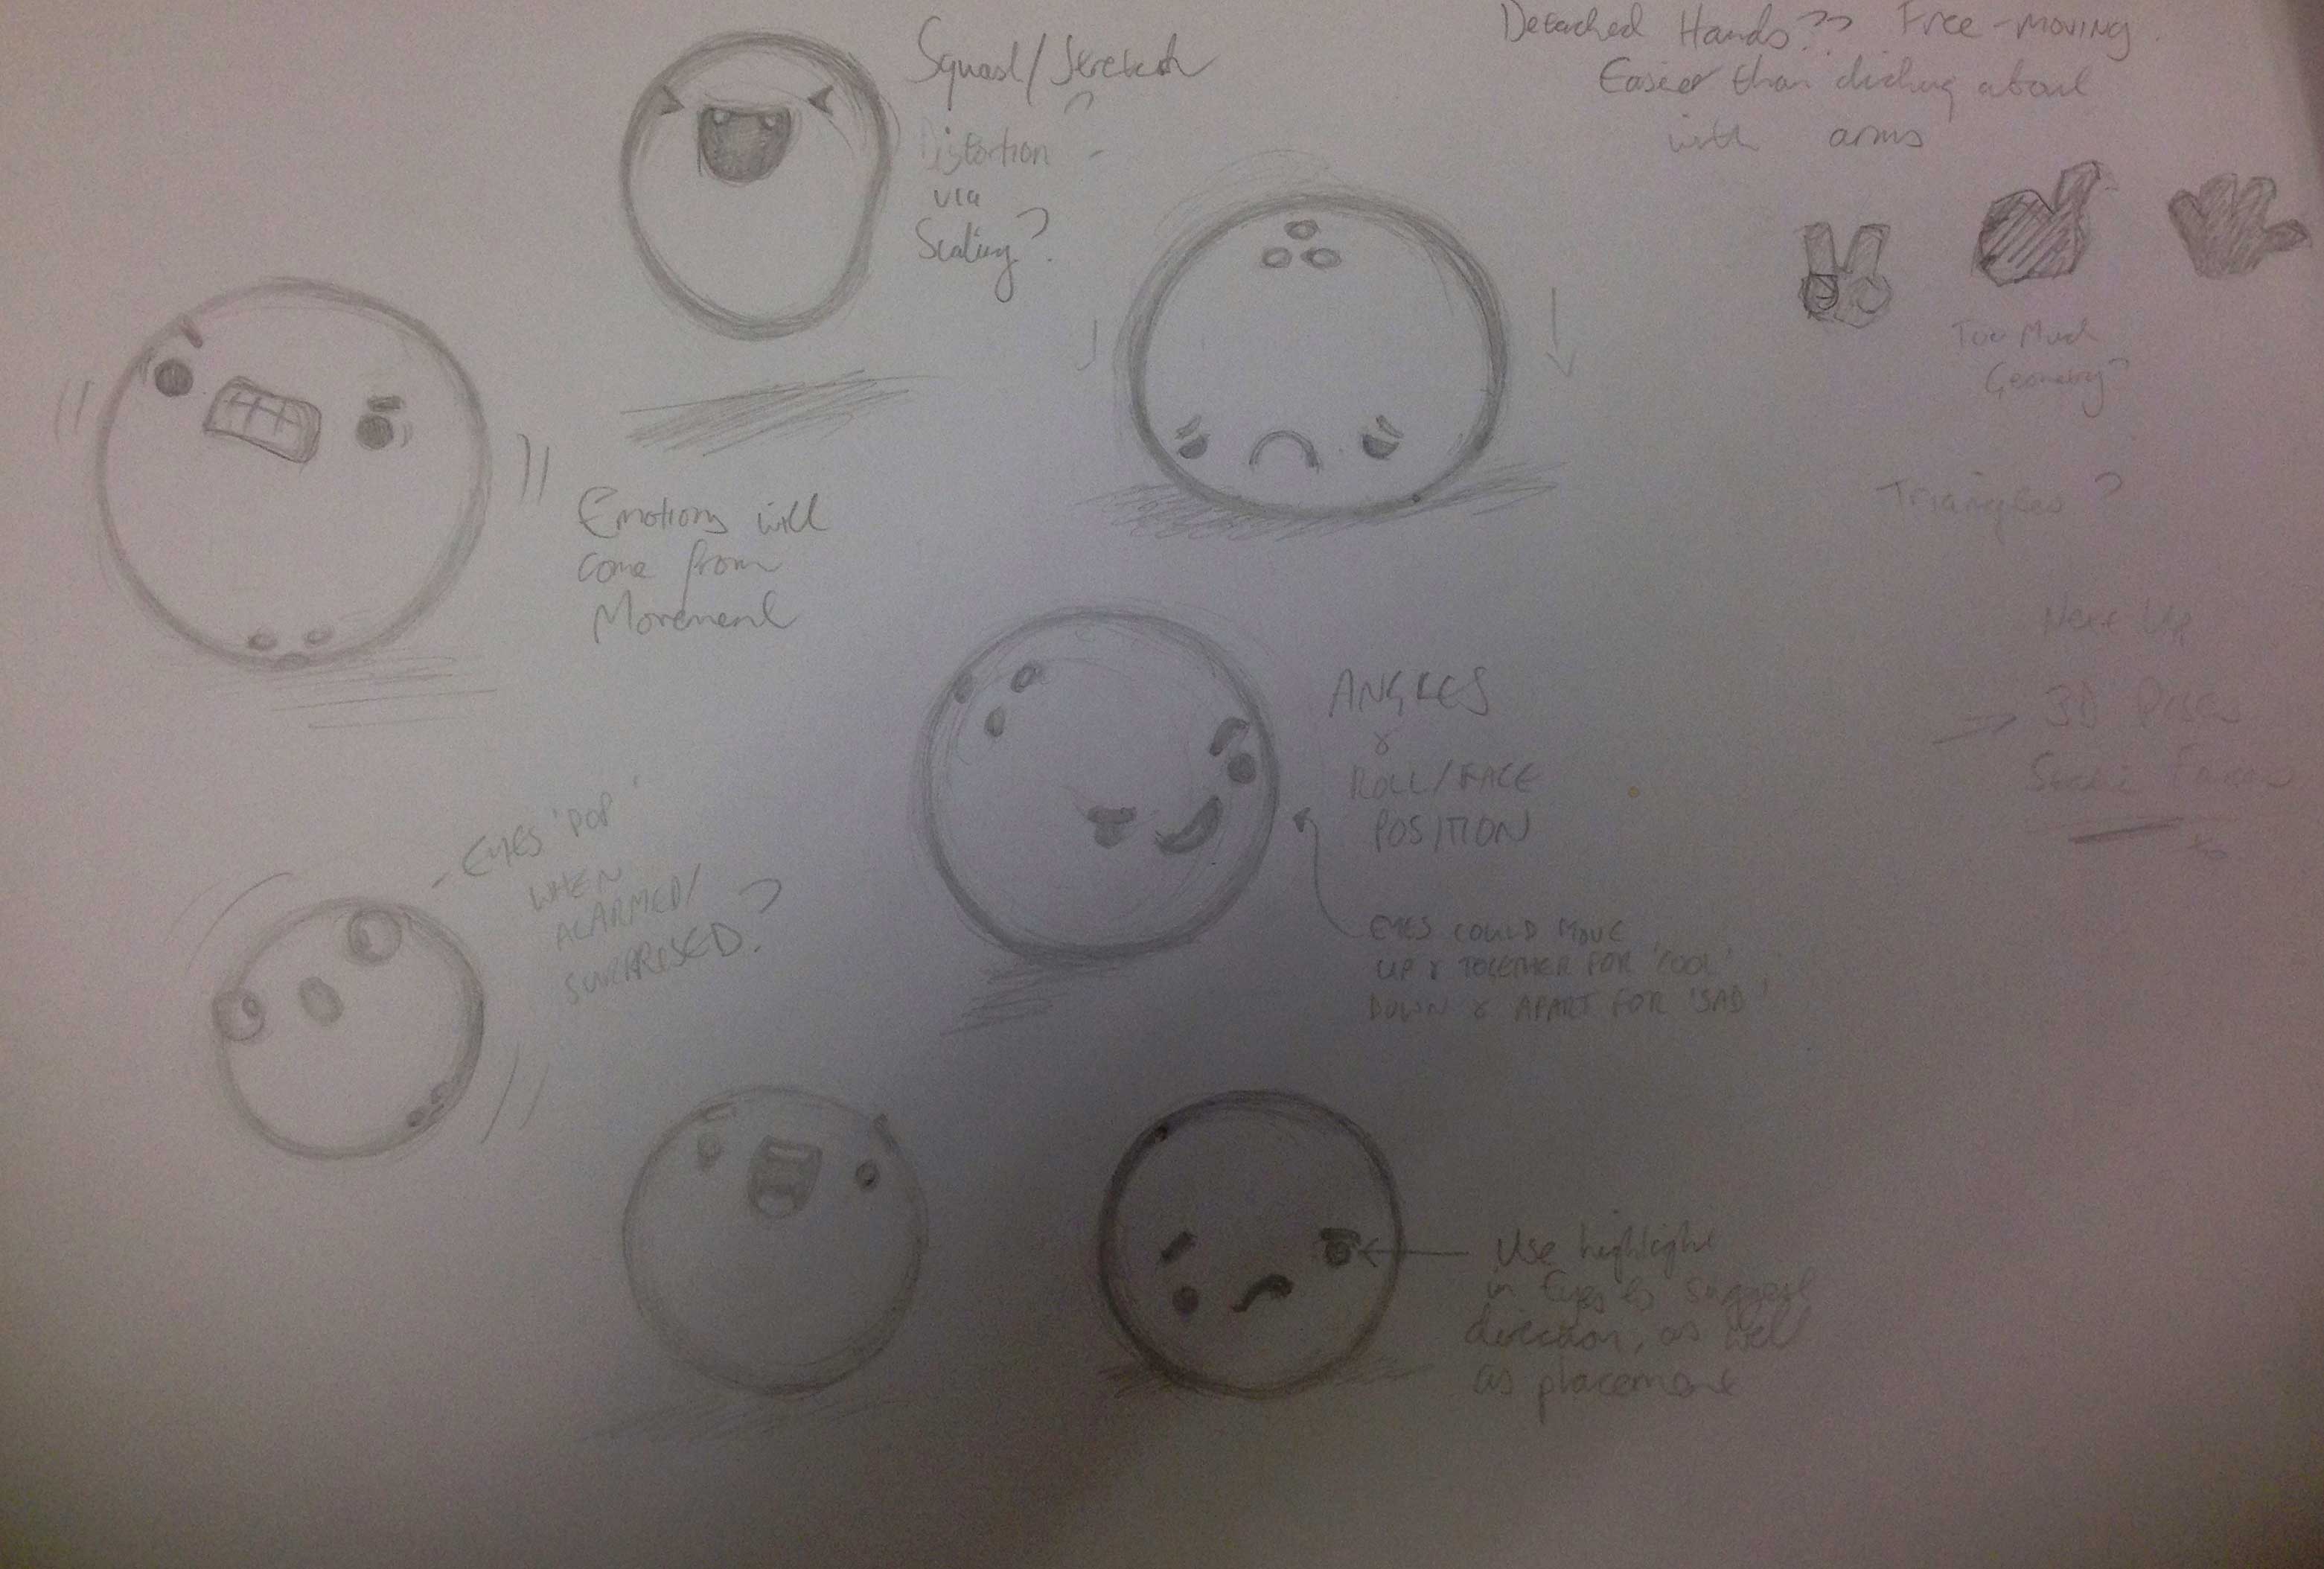 Squash/Stretch
Distortion
via
Scaling?
Detached Hands?? Free-moving
Easier than dicking about
with arms
Too Much
Geometry?
Triangles?
Emotions will
come from
Movement
Next Up
3D
ANGLES
&
ROLL/FACE
POSITION
EYES COULD MOVE
UP & TOGETHER FOR 'COOL'
DOWN & APART FOR 'SAD'
- EYES 'POP'
WHEN
ALARMED/
SURPRISED?
Use highlight
in Eyes to suggest
direction, as well
as placement